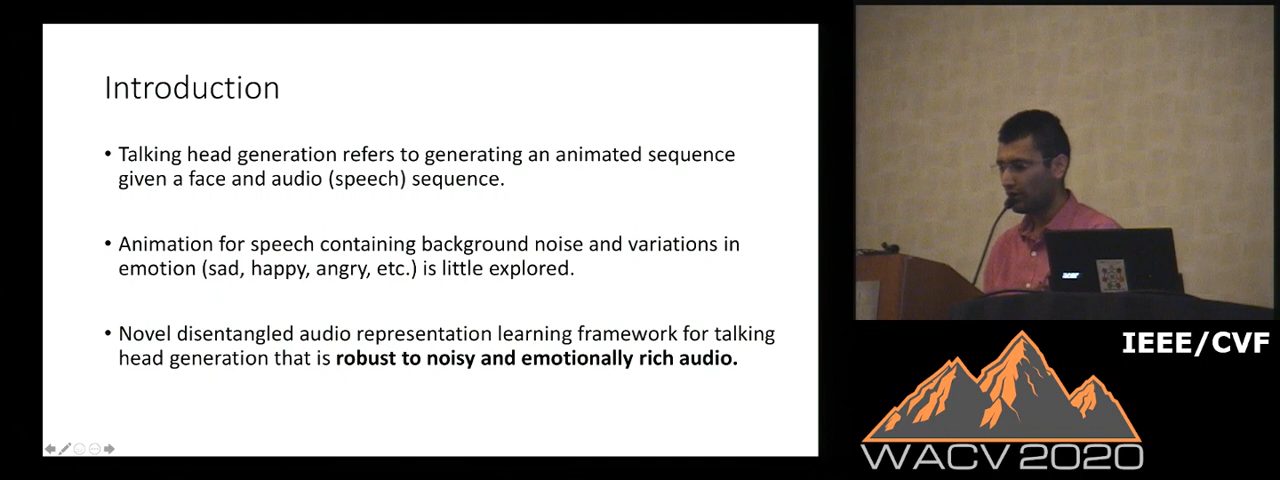 Introduction
• Talking head generation refers to generating an animated sequence
given a face and audio (speech) sequence.
• Animation for speech containing background noise and variations in
emotion (sad, happy, angry, etc.) is little explored.
• Novel disentangled audio representation learning framework for talking
head generation that is robust to noisy and emotionally rich audio.
IEEE/CVF
WACV 2020